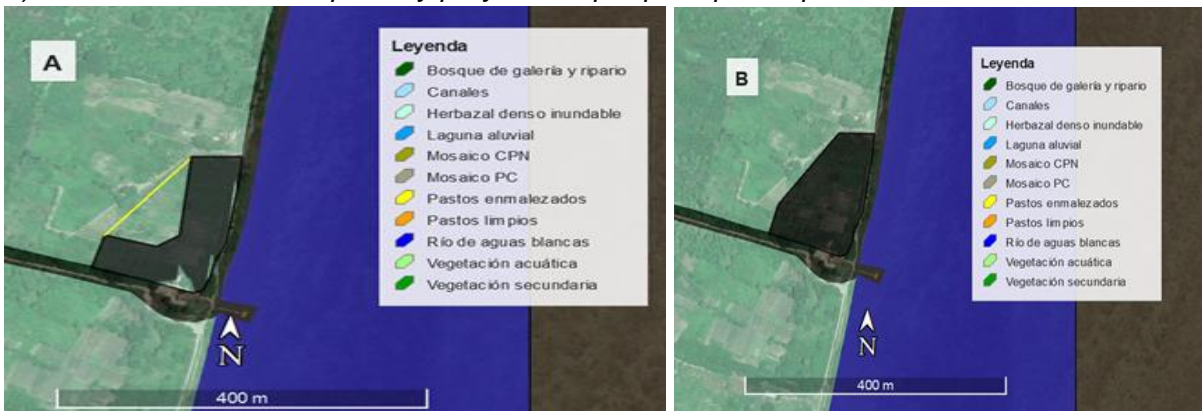 A
Leyenda
Bosque de galería y ripario
Canales
Herbazal denso inundable
Laguna aluvial
Mosaico CPN
Mosaico PC
Pastos enmalezados
Pastos limpios
Río de aguas blancas
Vegetación acuática
Vegetación secundaria
N
400 m
B
Leyenda
Bosque de galería y ripario
Canales
Herbazal denso inundable
Laguna aluvial
Mosaico CPN
Mosaico PC
Pastos enmalezados
Pastos limpios
Río de aguas blancas
Vegetación acuática
Vegetación secundaria
N
400 m